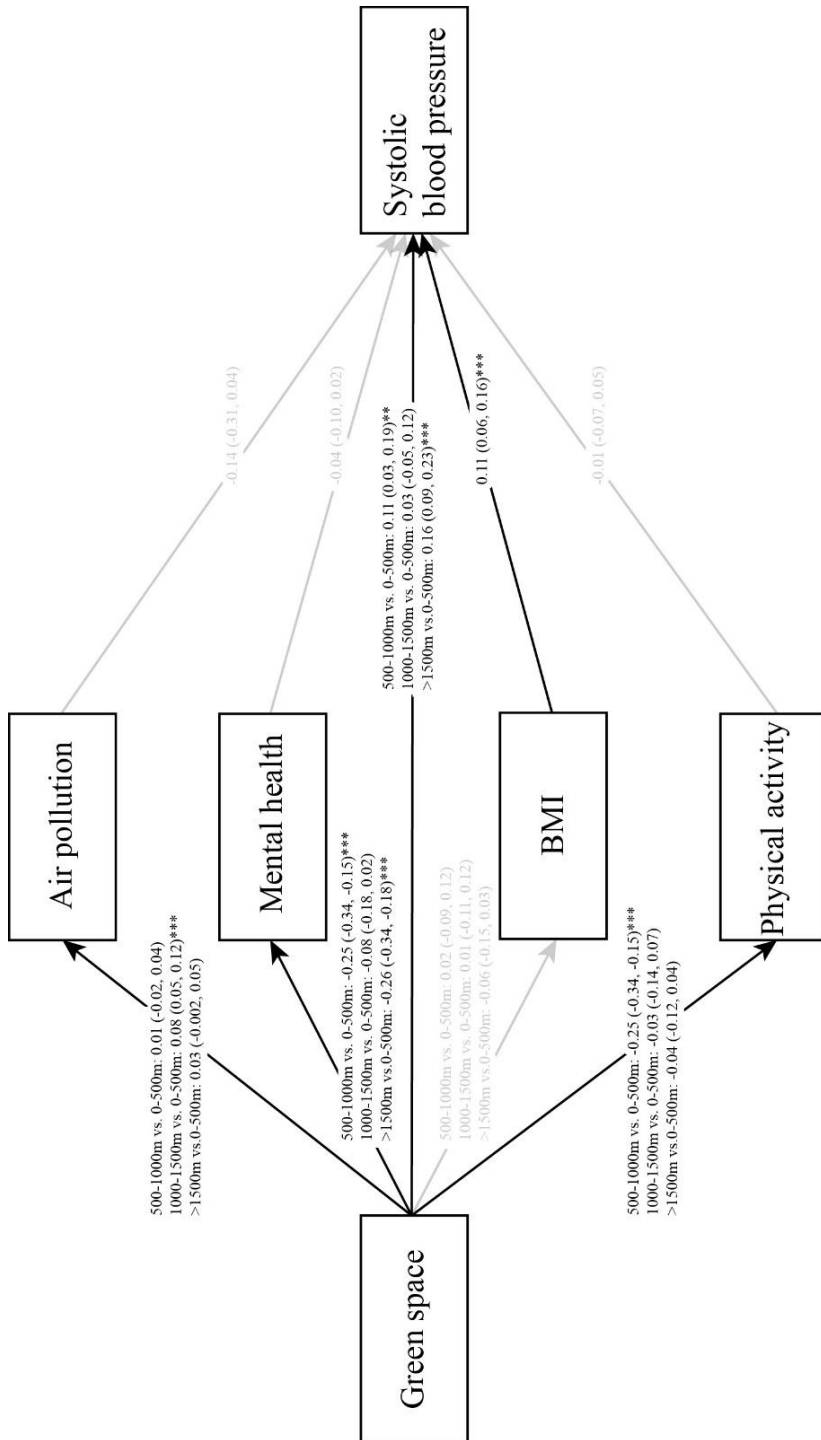 Green space
500-1000m vs. 0-500m: 0.01 (-0.02, 0.04)
1000-1500m vs. 0-500m: 0.08 (0.05, 0.12)***
>1500m vs.0-500m: 0.03 (-0.002, 0.05)
500-1000m vs. 0-500m: -0.25 (-0.34, -0.15)***
1000-1500m vs. 0-500m: -0.08 (-0.18, 0.02)
>1500m vs.0-500m: -0.26 (-0.34, -0.18)***
500-1000m vs. 0-500m: 0.02 (-0.09, 0.12)
1000-1500m vs. 0-500m: 0.01 (-0.11, 0.12)
>1500m vs.0-500m: -0.06 (-0.15, 0.03)
500-1000m vs. 0-500m: -0.25 (-0.34, -0.15)***
1000-1500m vs. 0-500m: -0.03 (-0.14, 0.07)
>1500m vs.0-500m: -0.04 (-0.12, 0.04)
Air pollution
Mental health
BMI
Physical activity
-0.14 (-0.31, 0.04)
-0.04 (-0.10, 0.02)
500-1000m vs. 0-500m: 0.11 (0.03, 0.19)**
1000-1500m vs. 0-500m: 0.03 (-0.05, 0.12)
>1500m vs.0-500m: 0.16 (0.09, 0.23)***
0.11 (0.06, 0.16)***
-0.01 (-0.07, 0.05)
Systolic
blood pressure